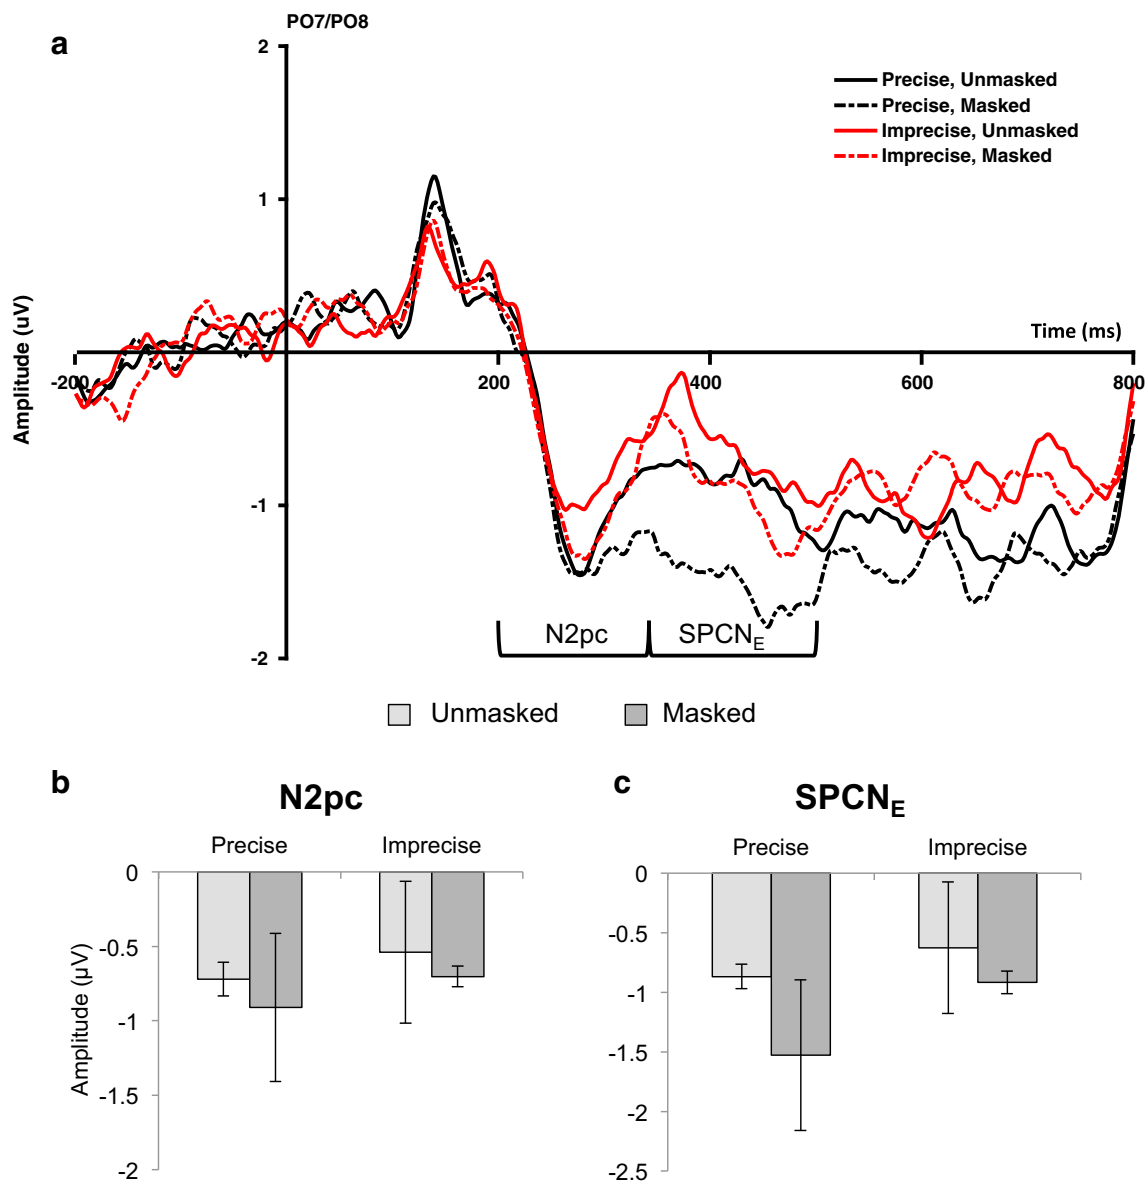 a
PO7/PO8
2
1
-1
-2
Amplitude (uV)
Precise, Unmasked
Precise, Masked
Imprecise, Unmasked
Imprecise, Masked
Time (ms)
-200 200 400 600 800
N2pc SPCN_E
Unmasked Masked
b
N2pc
Precise Imprecise
0
-0.5
-1
-1.5
-2
Amplitude (µV)
c
SPCN_E
Precise Imprecise
0
-0.5
-1
-1.5
-2
-2.5